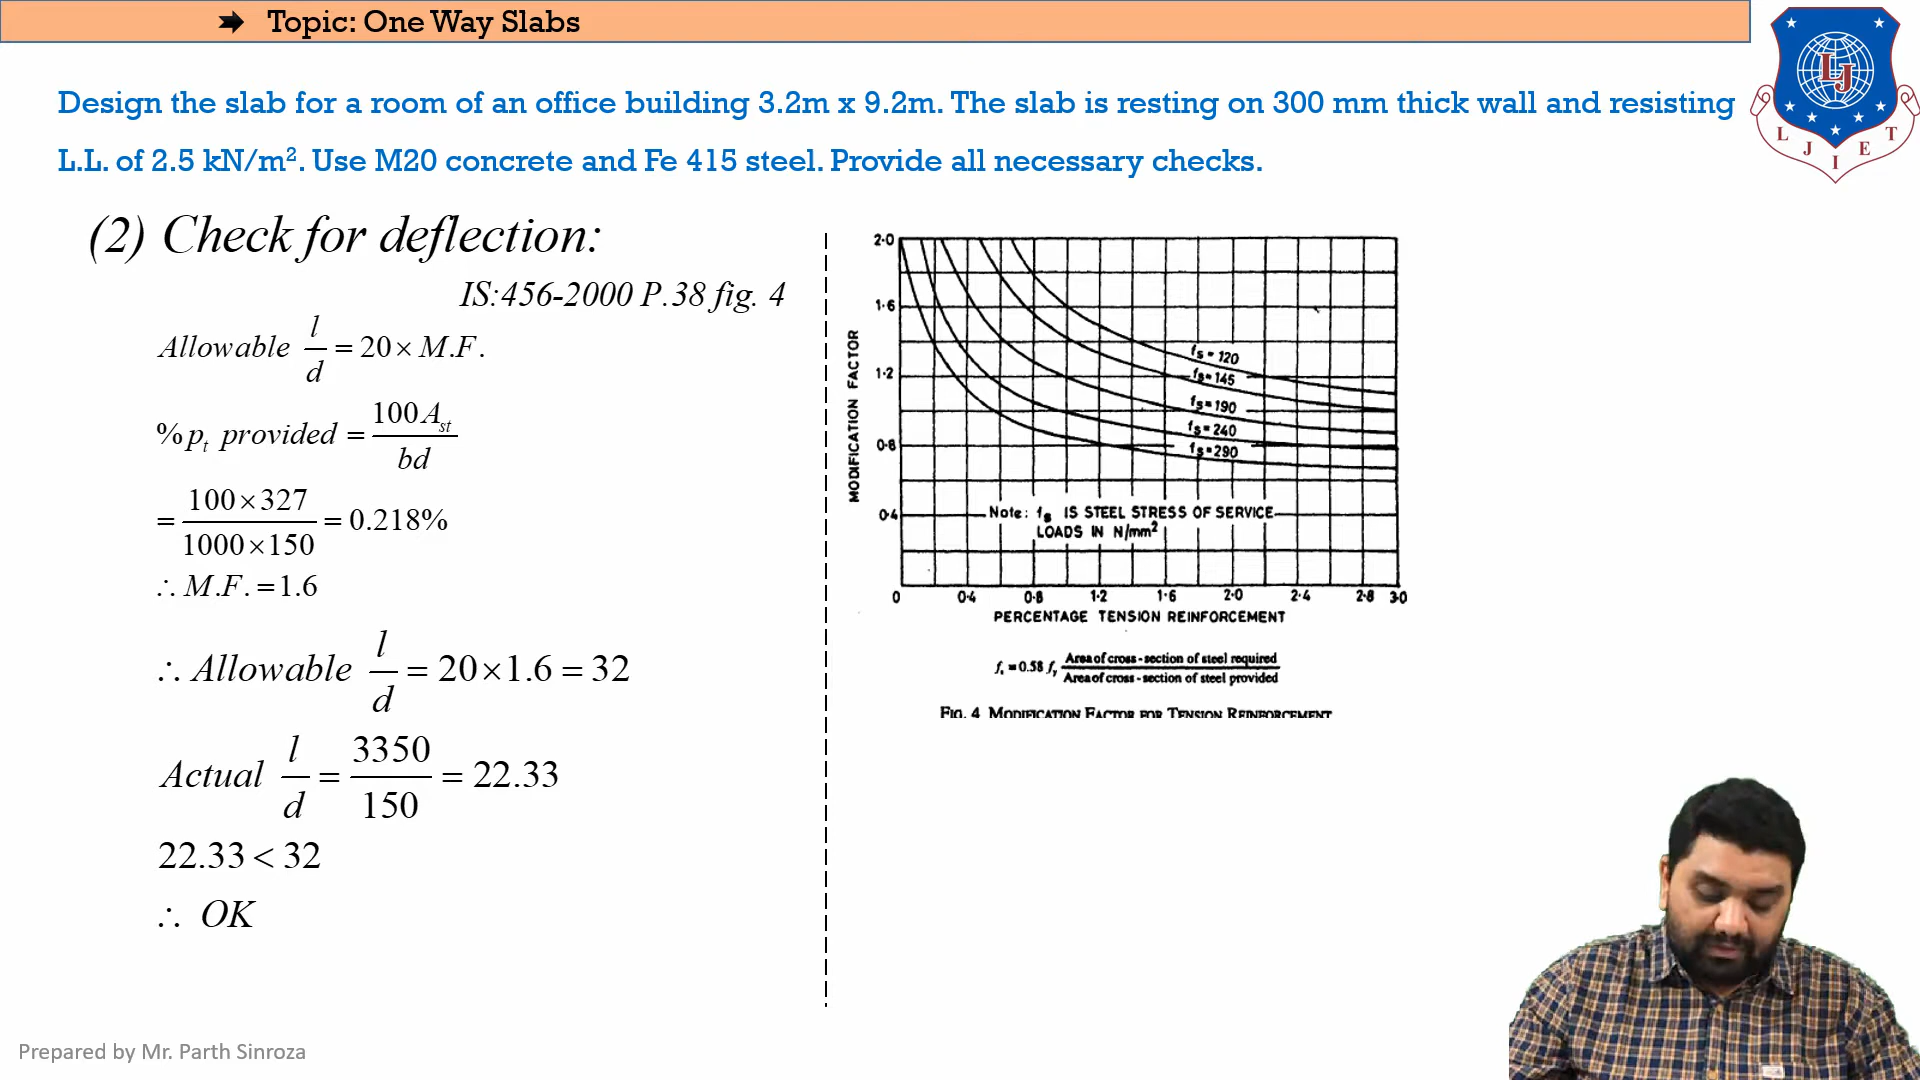 Topic: One Way Slabs
Design the slab for a room of an office building 3.2m x 9.2m. The slab is resting on 300 mm thick wall and resisting
L.L. of 2.5 kN/m². Use M20 concrete and Fe 415 steel. Provide all necessary checks.
LJ
L J I E T
(2) Check for deflection:
IS:456-2000 P.38 fig. 4
Allowable l/d = 20 × M.F.
% pt provided = 100 Ast / bd
= 100 × 327 / 1000 × 150 = 0.218%
∴ M.F. = 1.6
∴ Allowable l/d = 20 × 1.6 = 32
Actual l/d = 3350 / 150 = 22.33
22.33 < 32
∴ OK
MODIFICATION FACTOR
2·0
1·6
1·2
0·8
0·4
fs = 120
fs = 145
fs = 190
fs = 240
fs = 290
Note: fs IS STEEL STRESS OF SERVICE
LOADS IN N/mm²
0 0·4 0·8 1·2 1·6 2·0 2·4 2·8 3·0
PERCENTAGE TENSION REINFORCEMENT
fs = 0.58 fy Area of cross-section of steel required / Area of cross-section of steel provided
FIG. 4 MODIFICATION FACTOR FOR TENSION REINFORCEMENT
Prepared by Mr. Parth Sinroza